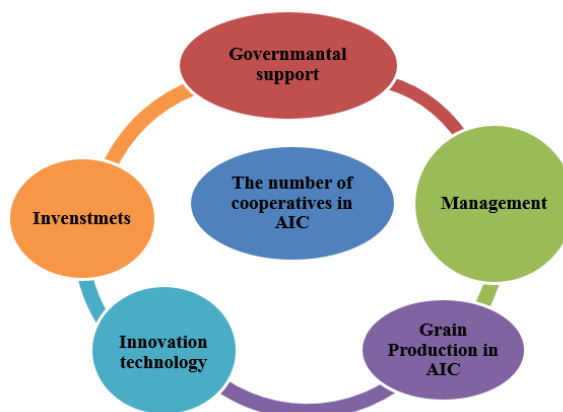 Governmantal
support
The number of
cooperatives in
AIC
Invenstmets
Management
Innovation
technology
Grain
Production in
AIC